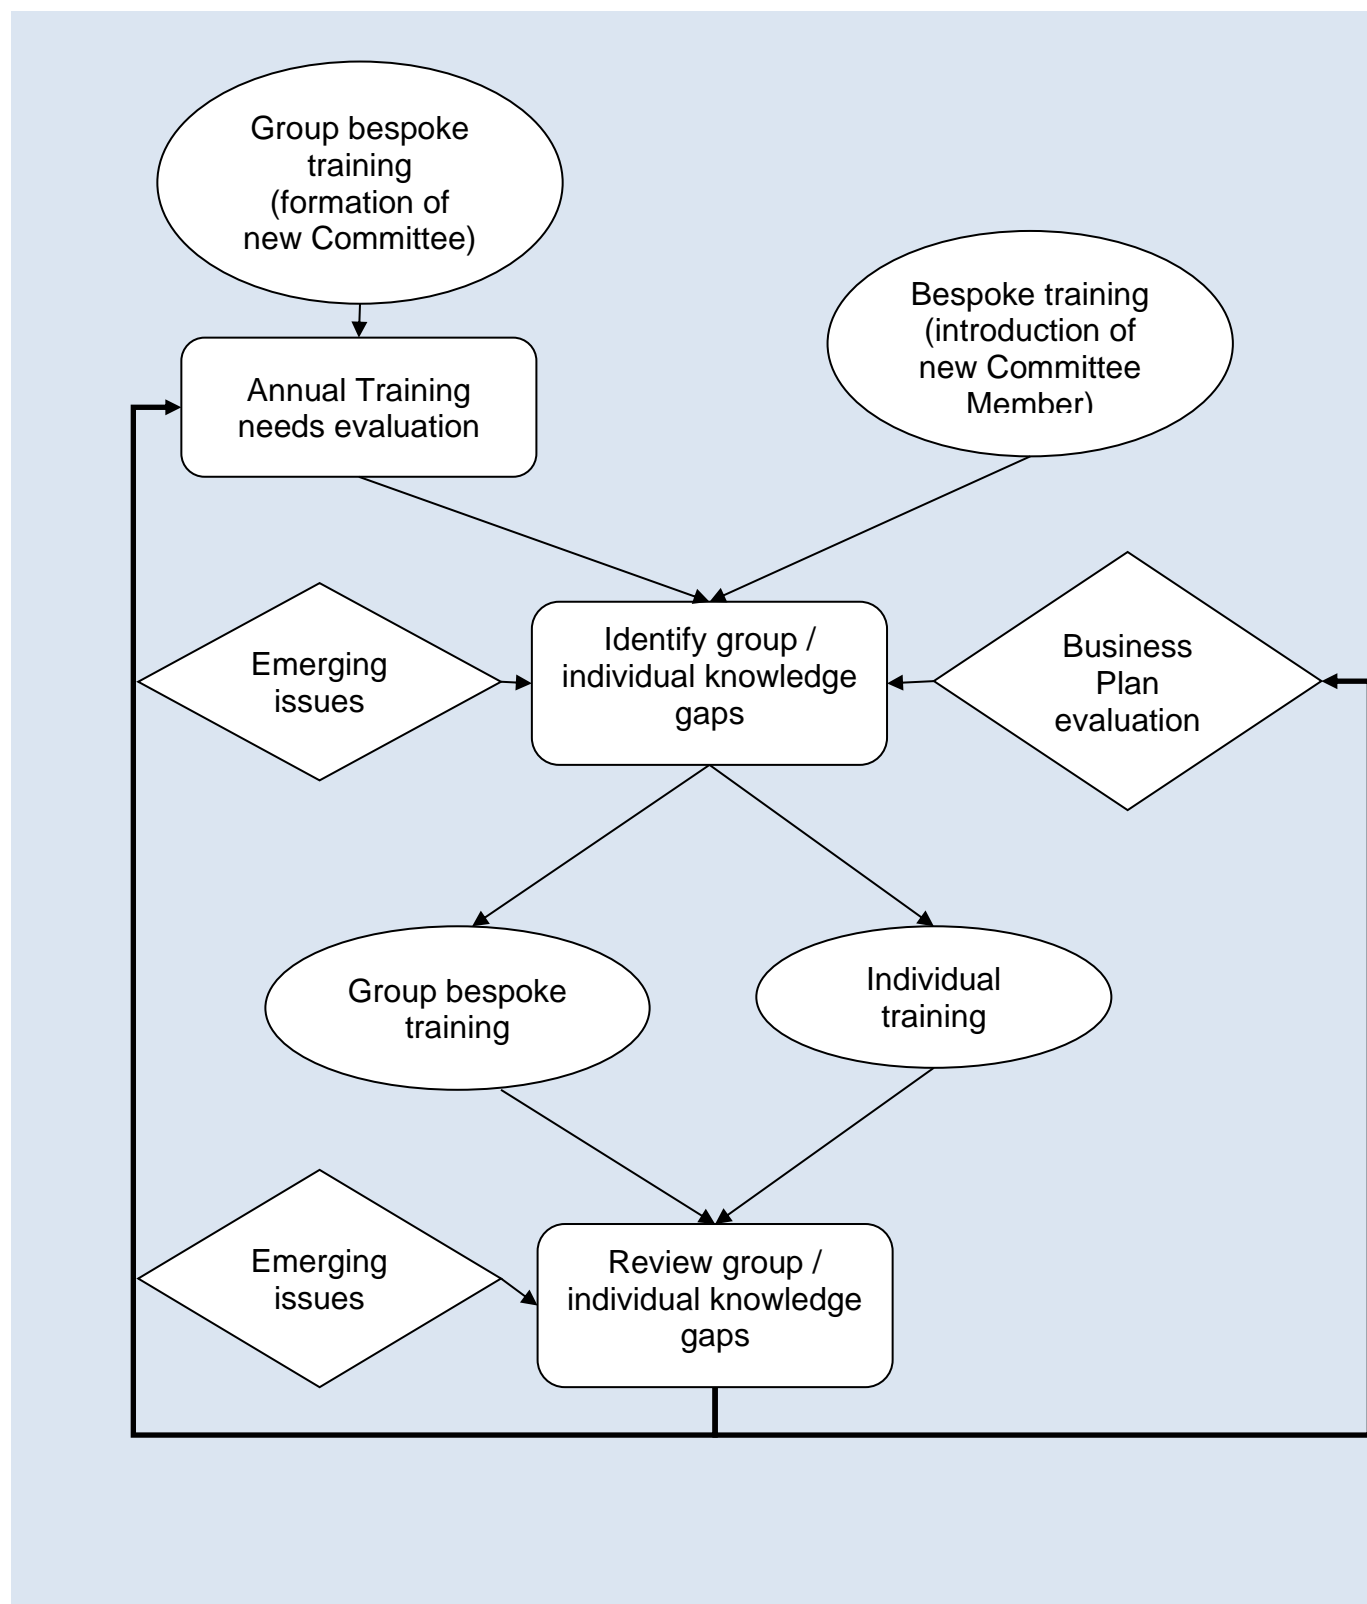 Group bespoke
training
(formation of
new Committee)
Bespoke training
(introduction of
new Committee
Member)
Annual Training
needs evaluation
Emerging
issues
Identify group /
individual knowledge
gaps
Business
Plan
evaluation
Group bespoke
training
Individual
training
Emerging
issues
Review group /
individual knowledge
gaps